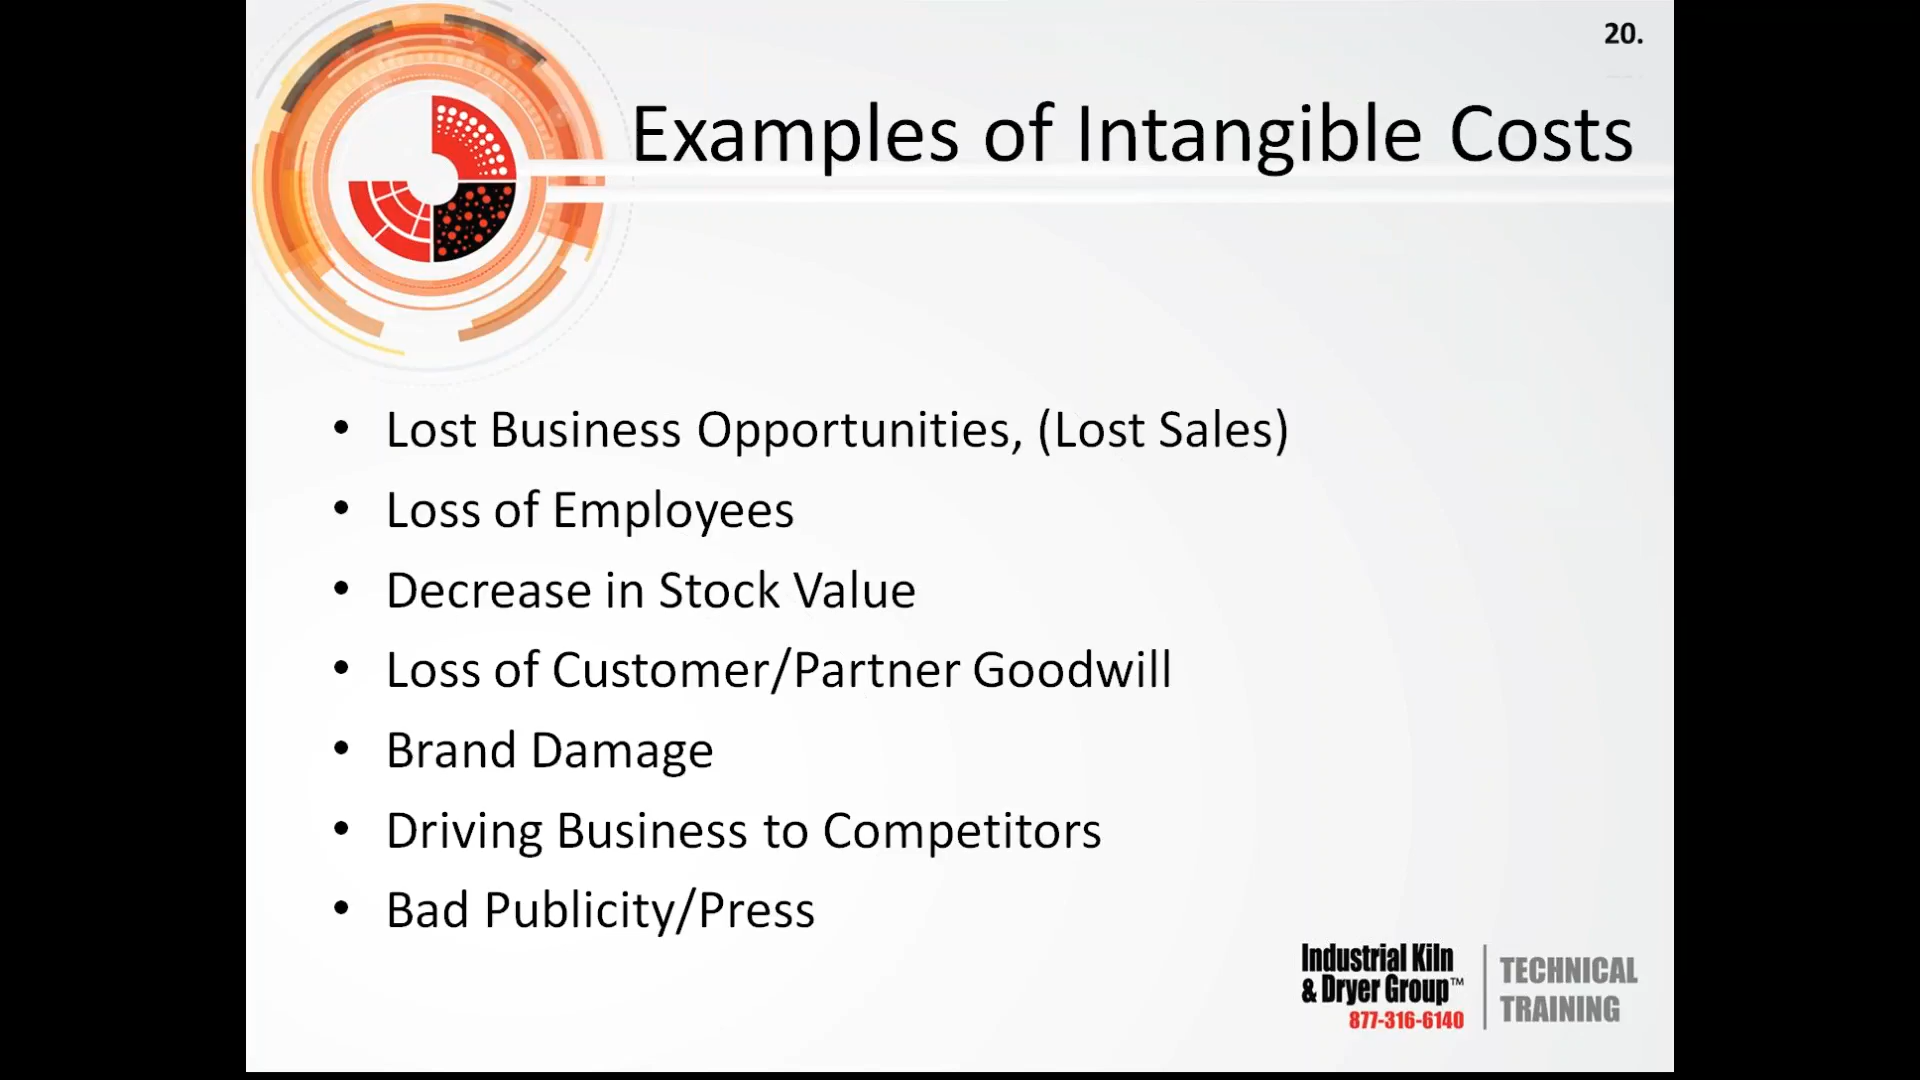 20.
Examples of Intangible Costs
• Lost Business Opportunities, (Lost Sales)
• Loss of Employees
• Decrease in Stock Value
• Loss of Customer/Partner Goodwill
• Brand Damage
• Driving Business to Competitors
• Bad Publicity/Press
Industrial Kiln
& Dryer Group™
877-316-6140
TECHNICAL
TRAINING